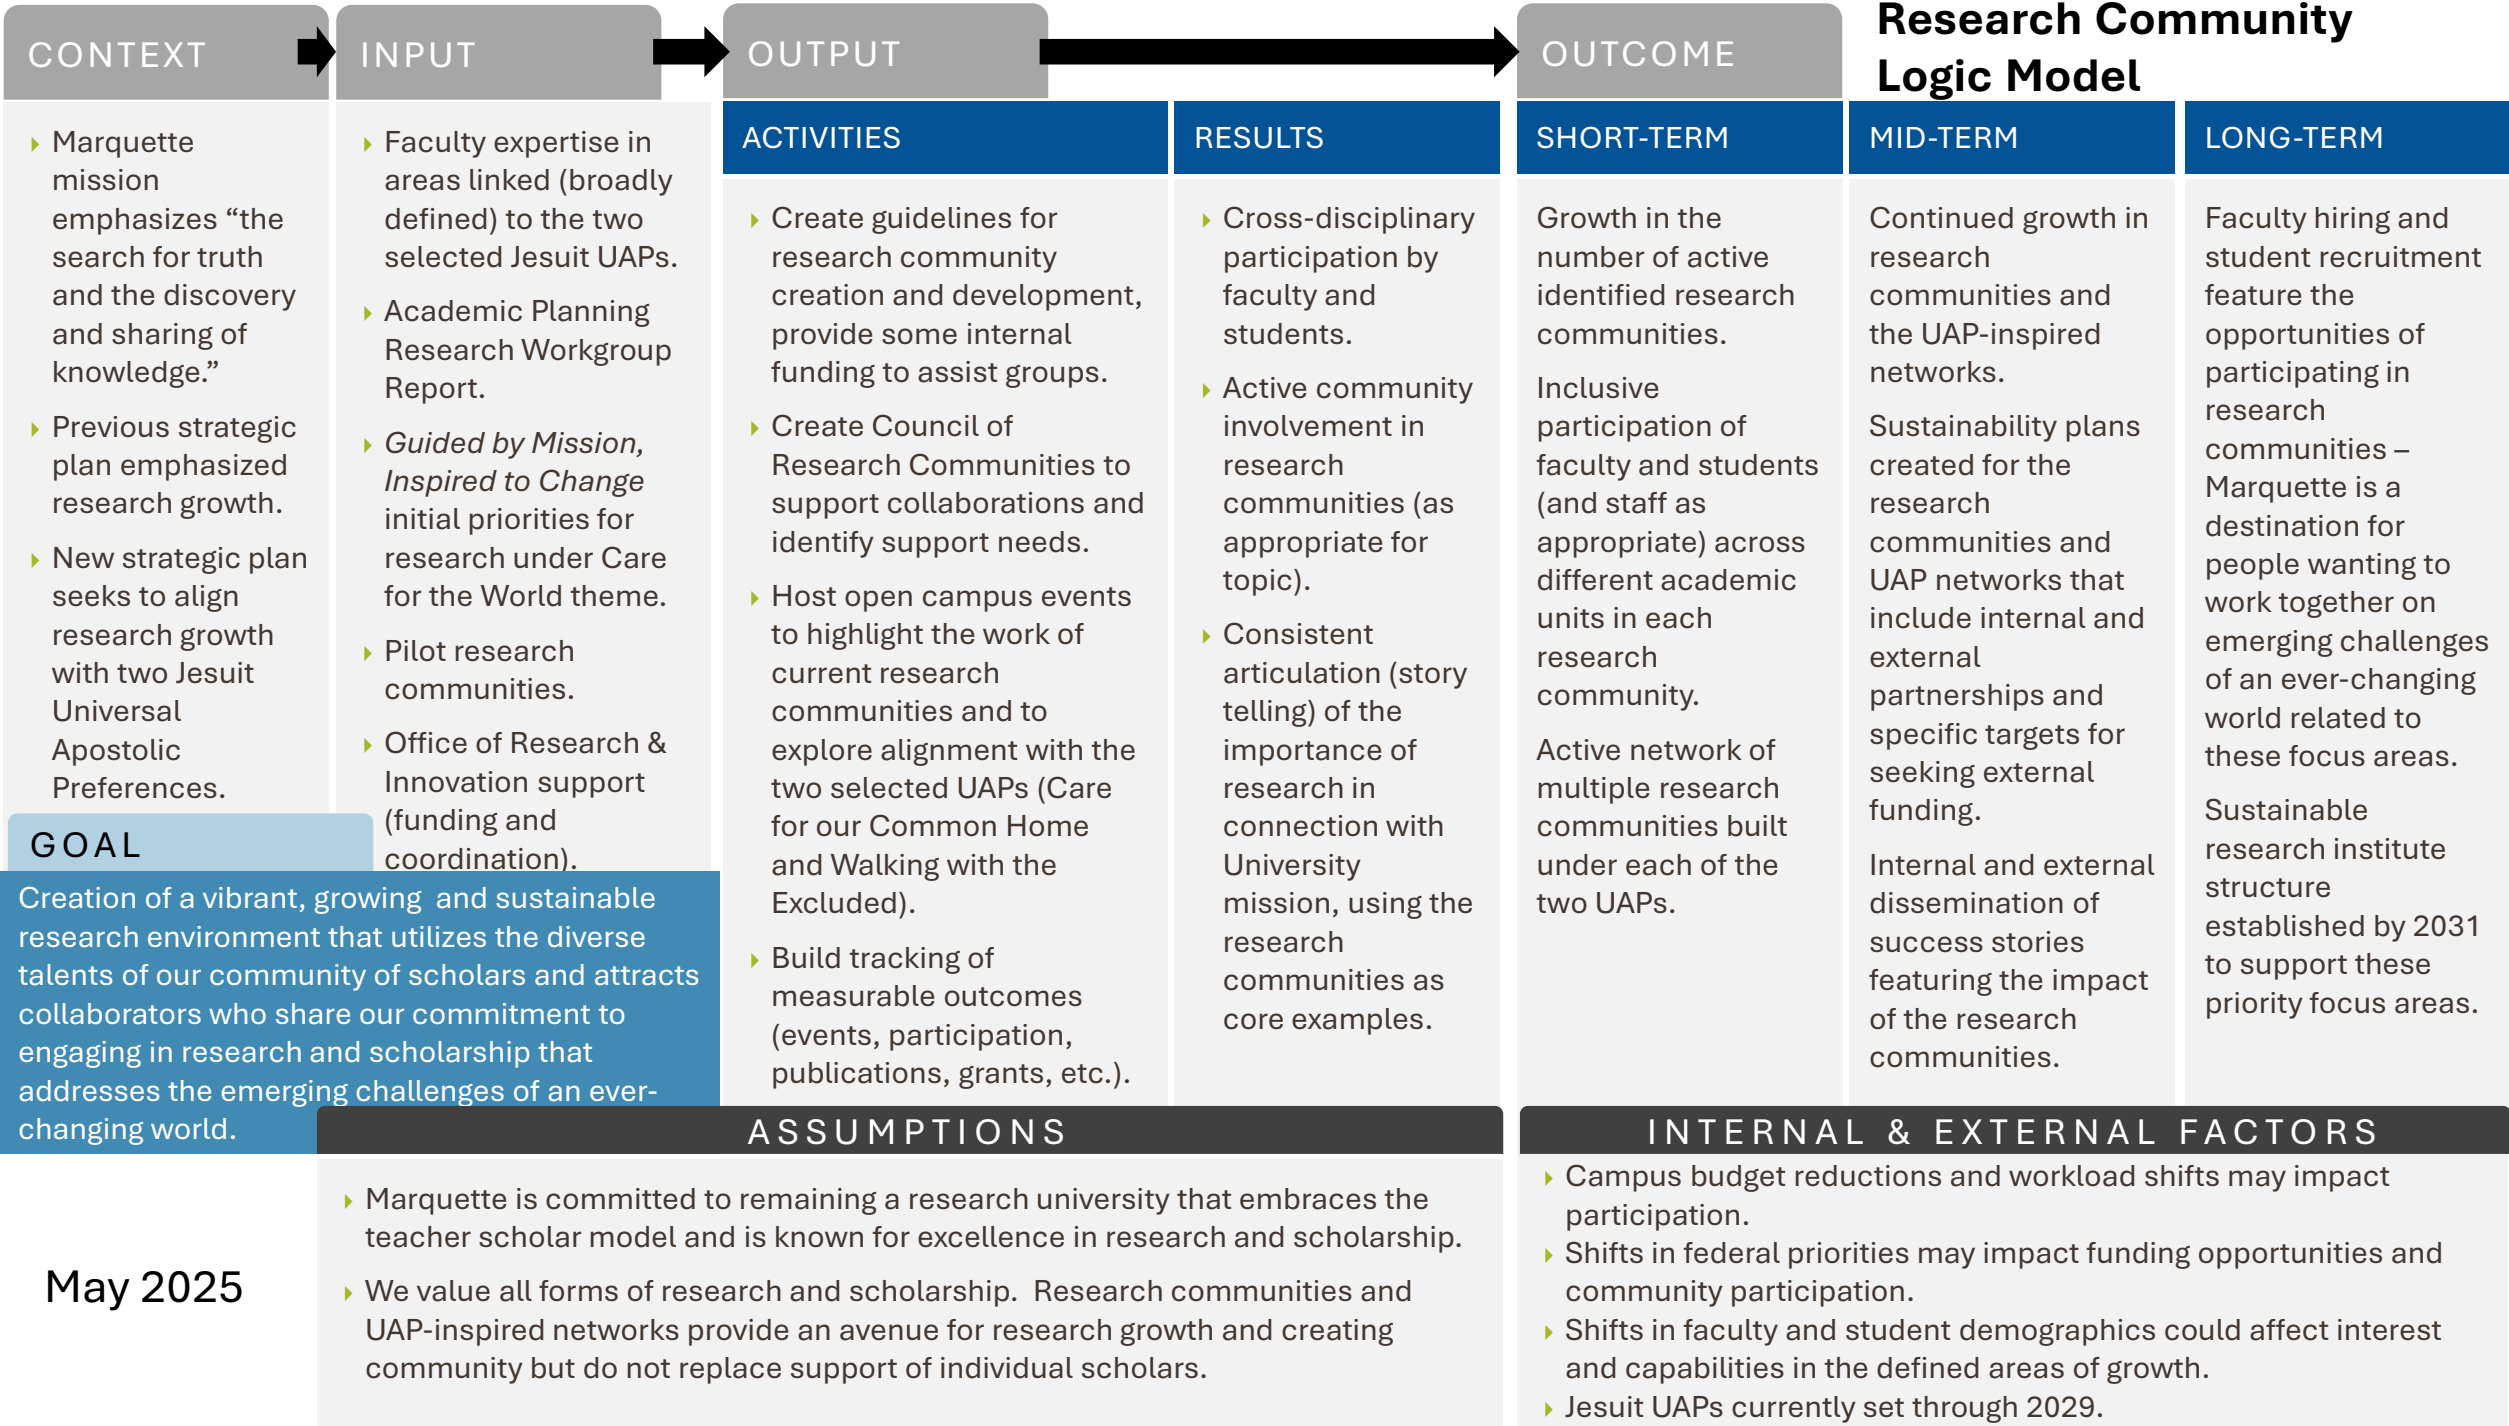 CONTEXT
INPUT
OUTPUT
OUTCOME
Research Community
Logic Model
Marquette
mission
emphasizes “the
search for truth
and the discovery
and sharing of
knowledge.”
Previous strategic
plan emphasized
research growth.
New strategic plan
seeks to align
research growth
with two Jesuit
Universal
Apostolic
Preferences.
Faculty expertise in
areas linked (broadly
defined) to the two
selected Jesuit UAPs.
Academic Planning
Research Workgroup
Report.
Guided by Mission,
Inspired to Change
initial priorities for
research under Care
for the World theme.
Pilot research
communities.
Office of Research &
Innovation support
(funding and
coordination).
GOAL
Creation of a vibrant, growing and sustainable
research environment that utilizes the diverse
talents of our community of scholars and attracts
collaborators who share our commitment to
engaging in research and scholarship that
addresses the emerging challenges of an ever-
changing world.
ACTIVITIES
Create guidelines for
research community
creation and development,
provide some internal
funding to assist groups.
Create Council of
Research Communities to
support collaborations and
identify support needs.
Host open campus events
to highlight the work of
current research
communities and to
explore alignment with the
two selected UAPs (Care
for our Common Home
and Walking with the
Excluded).
Build tracking of
measurable outcomes
(events, participation,
publications, grants, etc.).
RESULTS
Cross-disciplinary
participation by
faculty and
students.
Active community
involvement in
research
communities (as
appropriate for
topic).
Consistent
articulation (story
telling) of the
importance of
research in
connection with
University
mission, using the
research
communities as
core examples.
SHORT-TERM
Growth in the
number of active
identified research
communities.
Inclusive
participation of
faculty and students
(and staff as
appropriate) across
different academic
units in each
research
community.
Active network of
multiple research
communities built
under each of the
two UAPs.
MID-TERM
Continued growth in
research
communities and
the UAP-inspired
networks.
Sustainability plans
created for the
research
communities and
UAP networks that
include internal and
external
partnerships and
specific targets for
seeking external
funding.
Internal and external
dissemination of
success stories
featuring the impact
of the research
communities.
LONG-TERM
Faculty hiring and
student recruitment
feature the
opportunities of
participating in
research
communities –
Marquette is a
destination for
people wanting to
work together on
emerging challenges
of an ever-changing
world related to
these focus areas.
Sustainable
research institute
structure
established by 2031
to support these
priority focus areas.
May 2025
ASSUMPTIONS
Marquette is committed to remaining a research university that embraces the
teacher scholar model and is known for excellence in research and scholarship.
We value all forms of research and scholarship. Research communities and
UAP-inspired networks provide an avenue for research growth and creating
community but do not replace support of individual scholars.
INTERNAL & EXTERNAL FACTORS
Campus budget reductions and workload shifts may impact
participation.
Shifts in federal priorities may impact funding opportunities and
community participation.
Shifts in faculty and student demographics could affect interest
and capabilities in the defined areas of growth.
Jesuit UAPs currently set through 2029.